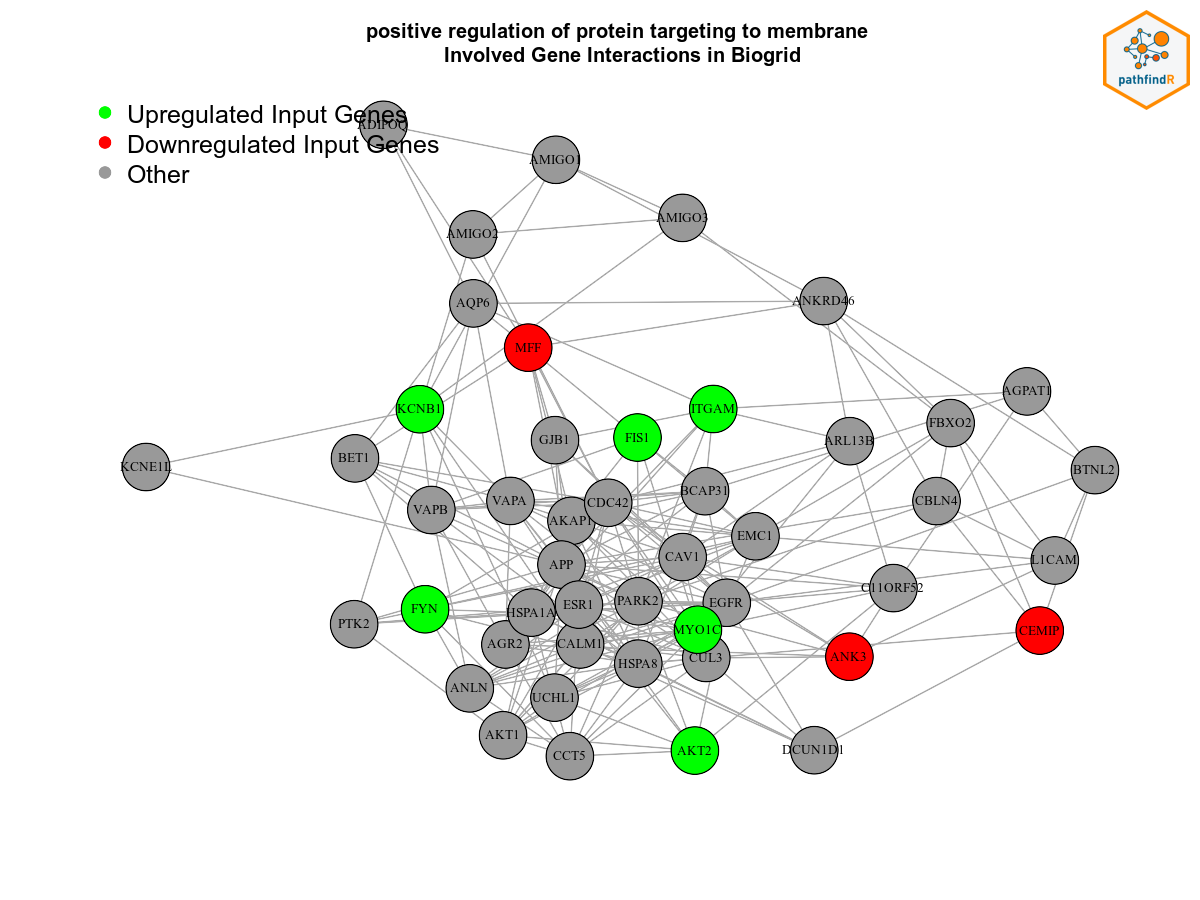 positive regulation of protein targeting to membrane
Involved Gene Interactions in Biogrid
pathfindR
Upregulated Input Genes
Downregulated Input Genes
Other
ADIPOQ
AMIGO1
AMIGO3
AMIGO2
AQP6
ANKRD46
MFF
AGPAT1
KCNB1
ITGAM
FBXO2
FIS1
GJB1
ARL13B
BET1
KCNE1L
BTNL2
BCAP31
VAPA
CDC42
CBLN4
VAPB
AKAP1
EMC1
CAV1
L1CAM
APP
C11ORF52
PARK2
EGFR
ESR1
FYN
HSPA1A
PTK2
MYO1C
CEMIP
AGR2
CALM1
ANK3
CUL3
HSPA8
ANLN
UCHL1
AKT1
AKT2
DCUN1D1
CCT5